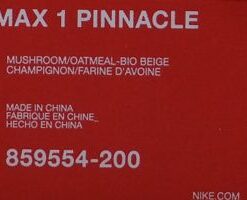 MAX 1 PINNACLE
MUSHROOM/OATMEAL-BIO BEIGE
CHAMPIGNON/FARINE D'AVOINE
MADE IN CHINA
FABRIQUE EN CHINE_
HECHO EN CHINA
859554-200
NIKE.COM